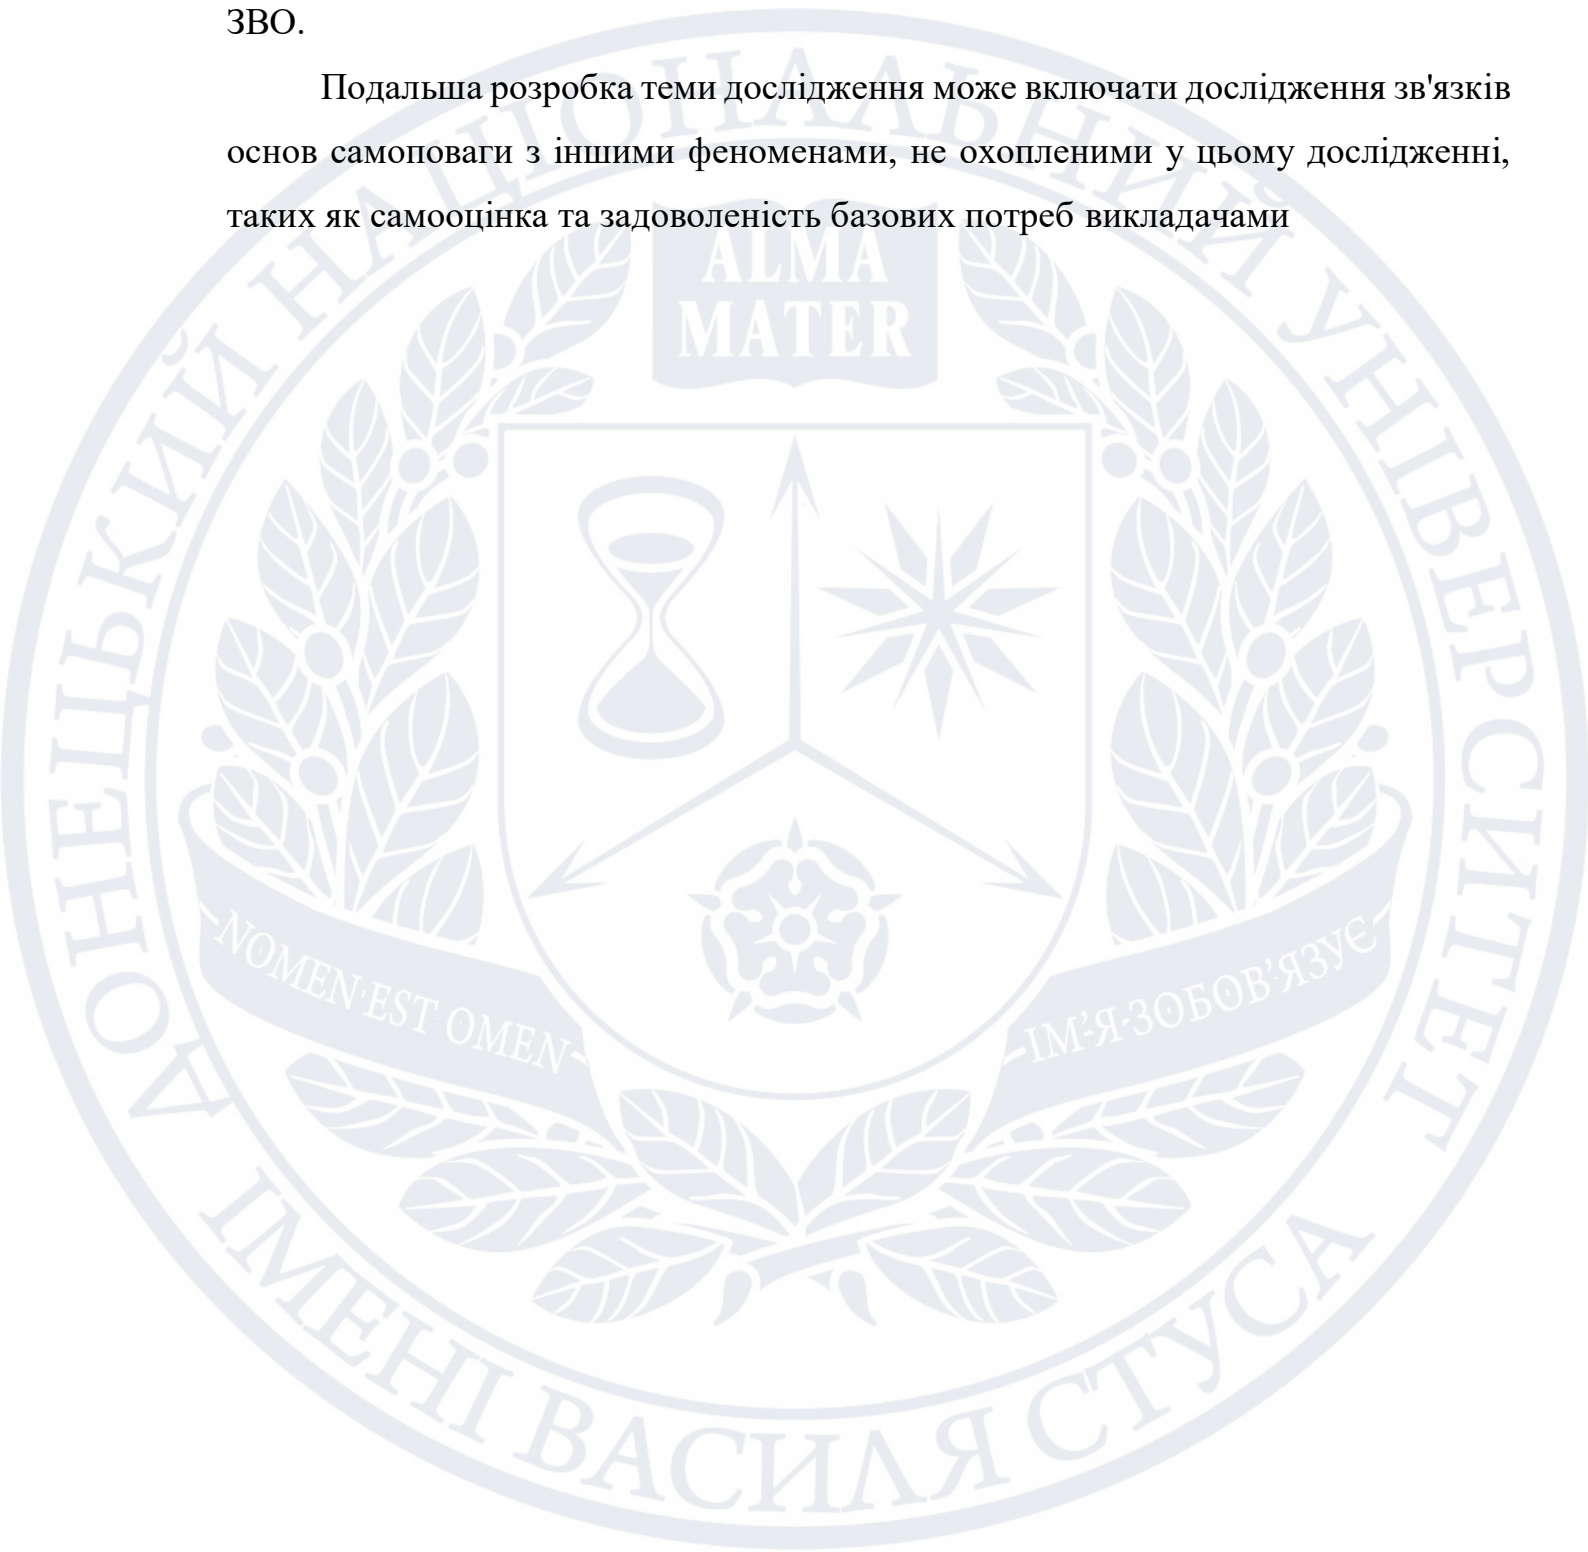 ЗВО.
Подальша розробка теми дослідження може включати дослідження зв'язків
основ самоповаги з іншими феноменами, не охопленими у цьому дослідженні,
таких як самооцінка та задоволеність базових потреб викладачами
ДОНЕЦЬКИЙ НАЦІОНАЛЬНИЙ УНІВЕРСИТЕТ
ІМЕНІ ВАСИЛЯ СТУСА
ALMA
MATER
NOMEN·EST·OMEN
ІМ'Я·ЗОБОВ'ЯЗУЄ